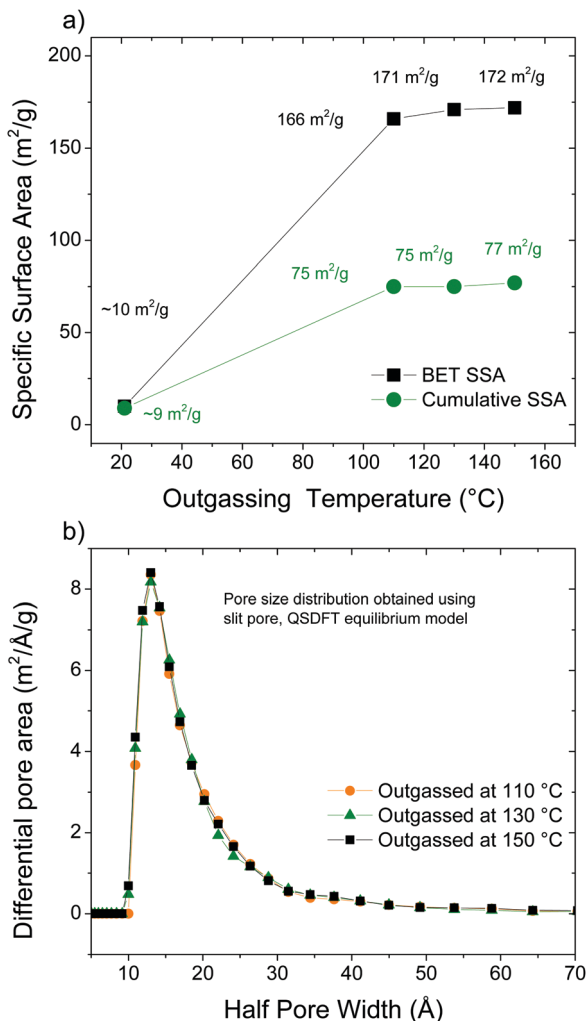 a)
200
150
100
50
0
Specific Surface Area (m²/g)
171 m²/g
172 m²/g
166 m²/g
75 m²/g
75 m²/g
77 m²/g
~10 m²/g
~9 m²/g
BET SSA
Cumulative SSA
20 40 60 80 100 120 140 160
Outgassing Temperature (°C)
b)
8
6
4
2
0
Differential pore area (m²/Å/g)
Pore size distribution obtained using
slit pore, QSDFT equilibrium model
Outgassed at 110 °C
Outgassed at 130 °C
Outgassed at 150 °C
10 20 30 40 50 60 70
Half Pore Width (Å)